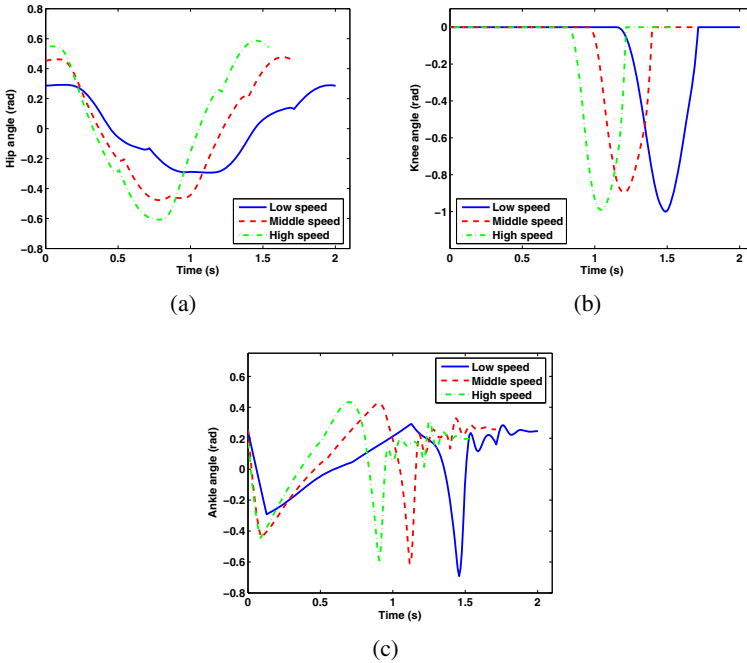 0.8
0.6
0.4
0.2
0
−0.2
−0.4
−0.6
−0.8
Hip angle (rad)
0 0.5 1 1.5 2
Time (s)
Low speed
Middle speed
High speed
(a)
0
−0.2
−0.4
−0.6
−0.8
−1
Knee angle (rad)
0 0.5 1 1.5 2
Time (s)
Low speed
Middle speed
High speed
(b)
0.6
0.4
0.2
0
−0.2
−0.4
−0.6
−0.8
Ankle angle (rad)
0 0.5 1 1.5 2
Time (s)
Low speed
Middle speed
High speed
(c)